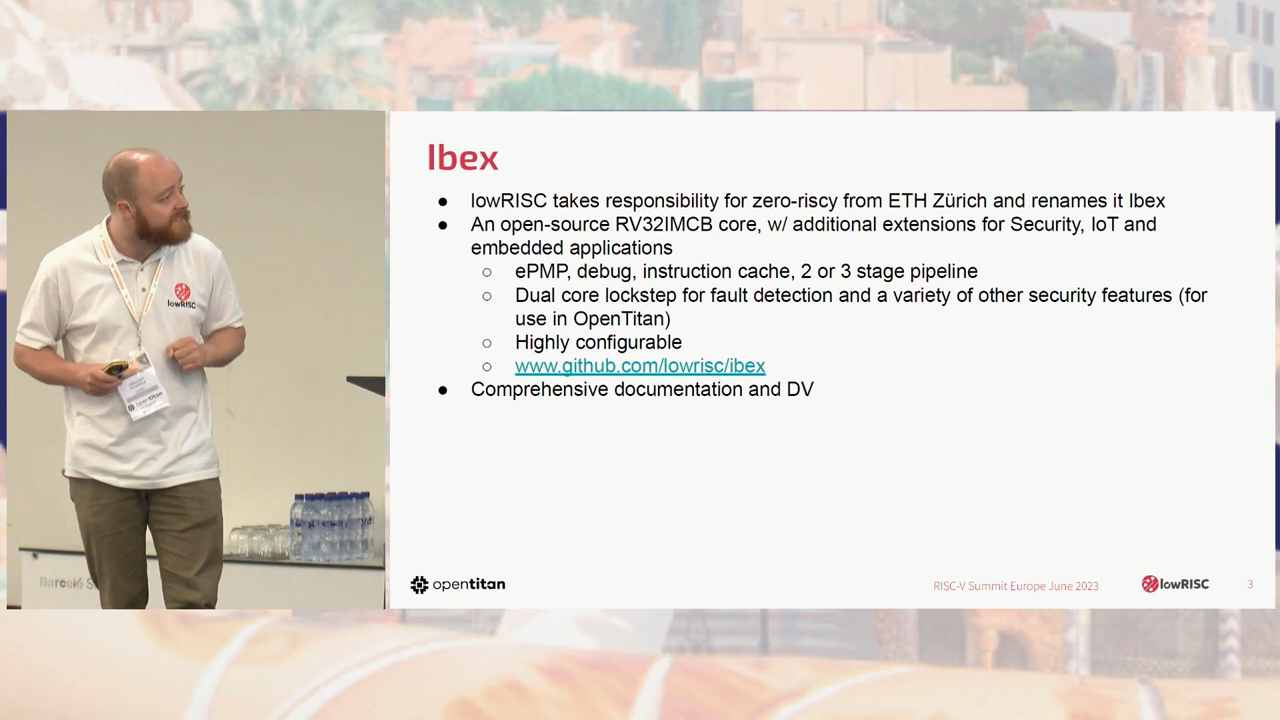 Ibex
● lowRISC takes responsibility for zero-riscy from ETH Zürich and renames it Ibex
● An open-source RV32IMCB core, w/ additional extensions for Security, IoT and
embedded applications
○ ePMP, debug, instruction cache, 2 or 3 stage pipeline
○ Dual core lockstep for fault detection and a variety of other security features (for
use in OpenTitan)
○ Highly configurable
○ www.github.com/lowrisc/ibex
● Comprehensive documentation and DV
lowRISC
opentitan
Barceló
opentitan
RISC-V Summit Europe June 2023
lowRISC
3